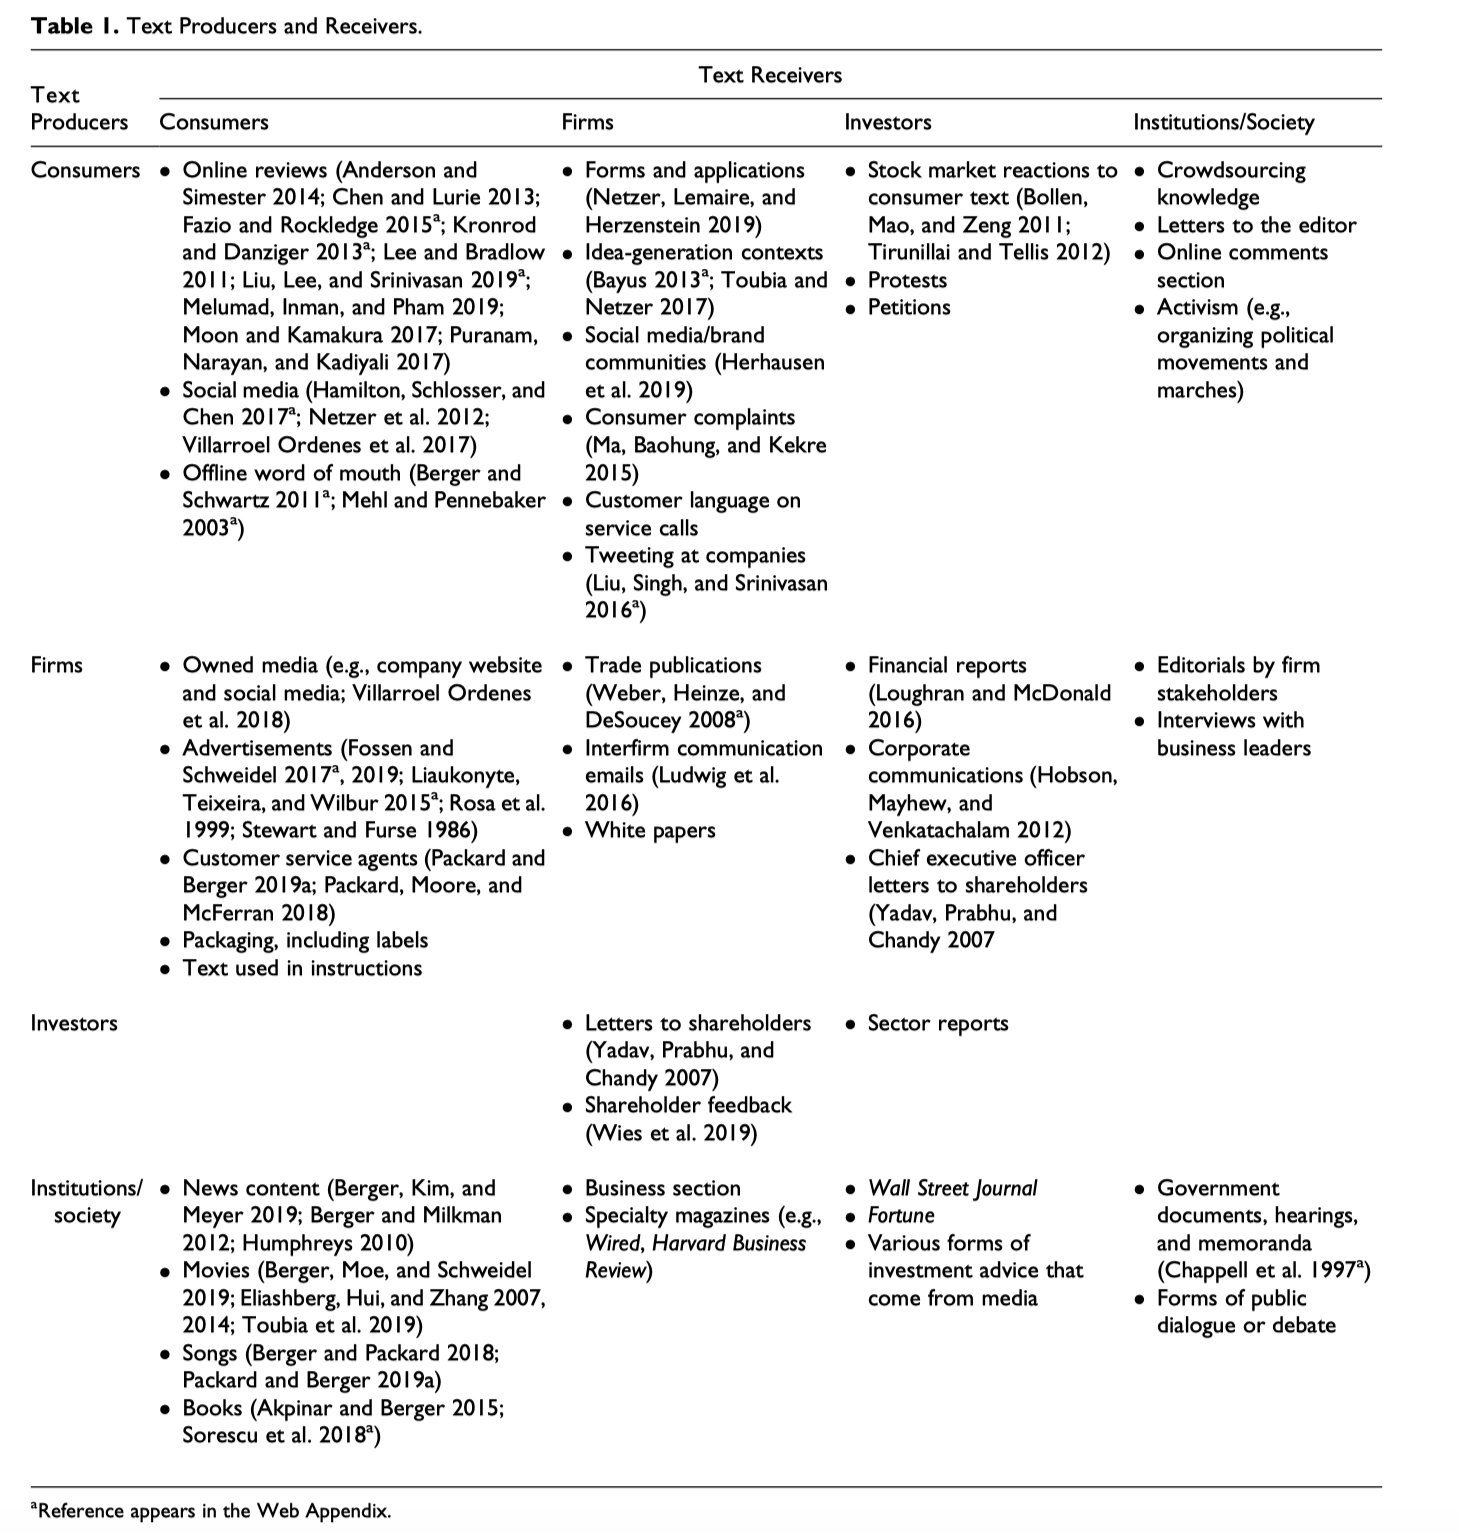 Table 1. Text Producers and Receivers.
Text Receivers
Text
Producers
Consumers
Firms
Investors
Institutions/Society
Consumers
● Online reviews (Anderson and
Simester 2014; Chen and Lurie 2013;
Fazio and Rockledge 2015a; Kronrod
and Danziger 2013a; Lee and Bradlow
2011; Liu, Lee, and Srinivasan 2019a;
Melumad, Inman, and Pham 2019;
Moon and Kamakura 2017; Puranam,
Narayan, and Kadiyali 2017)
● Social media (Hamilton, Schlosser, and
Chen 2017a; Netzer et al. 2012;
Villarroel Ordenes et al. 2017)
● Offline word of mouth (Berger and
Schwartz 2011a; Mehl and Pennebaker
2003a)
● Forms and applications
(Netzer, Lemaire, and
Herzenstein 2019)
● Idea-generation contexts
(Bayus 2013a; Toubia and
Netzer 2017)
● Social media/brand
communities (Herhausen
et al. 2019)
● Consumer complaints
(Ma, Baohung, and Kekre
2015)
● Customer language on
service calls
● Tweeting at companies
(Liu, Singh, and Srinivasan
2016a)
● Stock market reactions to
consumer text (Bollen,
Mao, and Zeng 2011;
Tirunillai and Tellis 2012)
● Protests
● Petitions
● Crowdsourcing
knowledge
● Letters to the editor
● Online comments
section
● Activism (e.g.,
organizing political
movements and
marches)
Firms
● Owned media (e.g., company website
and social media; Villarroel Ordenes
et al. 2018)
● Advertisements (Fossen and
Schweidel 2017a, 2019; Liaukonyte,
Teixeira, and Wilbur 2015a; Rosa et al.
1999; Stewart and Furse 1986)
● Customer service agents (Packard and
Berger 2019a; Packard, Moore, and
McFerran 2018)
● Packaging, including labels
● Text used in instructions
● Trade publications
(Weber, Heinze, and
DeSoucey 2008a)
● Interfirm communication
emails (Ludwig et al.
2016)
● White papers
● Financial reports
(Loughran and McDonald
2016)
● Corporate
communications (Hobson,
Mayhew, and
Venkatachalam 2012)
● Chief executive officer
letters to shareholders
(Yadav, Prabhu, and
Chandy 2007
● Editorials by firm
stakeholders
● Interviews with
business leaders
Investors
● Letters to shareholders
(Yadav, Prabhu, and
Chandy 2007)
● Shareholder feedback
(Wies et al. 2019)
● Sector reports
Institutions/
society
● News content (Berger, Kim, and
Meyer 2019; Berger and Milkman
2012; Humphreys 2010)
● Movies (Berger, Moe, and Schweidel
2019; Eliashberg, Hui, and Zhang 2007,
2014; Toubia et al. 2019)
● Songs (Berger and Packard 2018;
Packard and Berger 2019a)
● Books (Akpinar and Berger 2015;
Sorescu et al. 2018a)
● Business section
● Specialty magazines (e.g.,
Wired, Harvard Business
Review)
● Wall Street Journal
● Fortune
● Various forms of
investment advice that
come from media
● Government
documents, hearings,
and memoranda
(Chappell et al. 1997a)
● Forms of public
dialogue or debate
aReference appears in the Web Appendix.